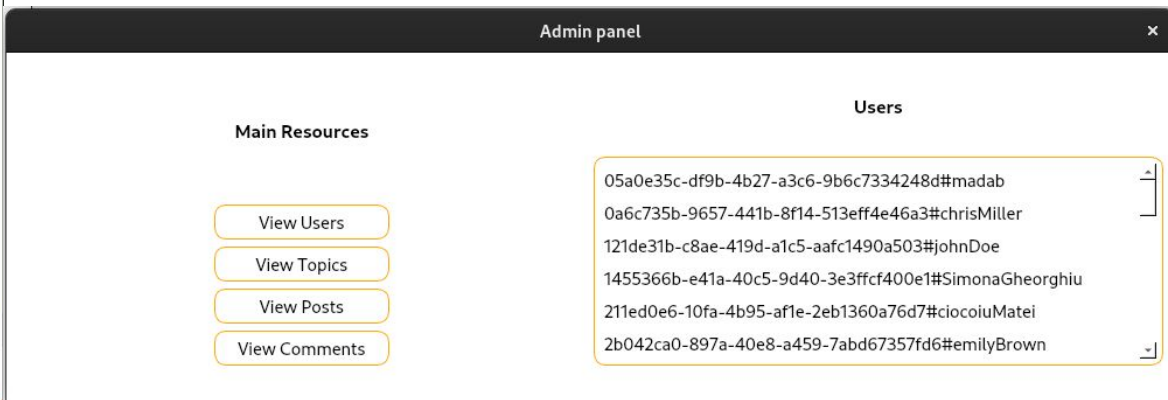 Admin panel
Main Resources
View Users
View Topics
View Posts
View Comments
Users
05a0e35c-df9b-4b27-a3c6-9b6c7334248d#madab
0a6c735b-9657-441b-8f14-513eff4e46a3#chrisMiller
121de31b-c8ae-419d-a1c5-aafc1490a503#johnDoe
1455366b-e41a-40c5-9d40-3e3ffcf400e1#SimonaGheorghiu
211ed0e6-10fa-4b95-af1e-2eb1360a76d7#ciocoiuMatei
2b042ca0-897a-40e8-a459-7abd67357fd6#emilyBrown